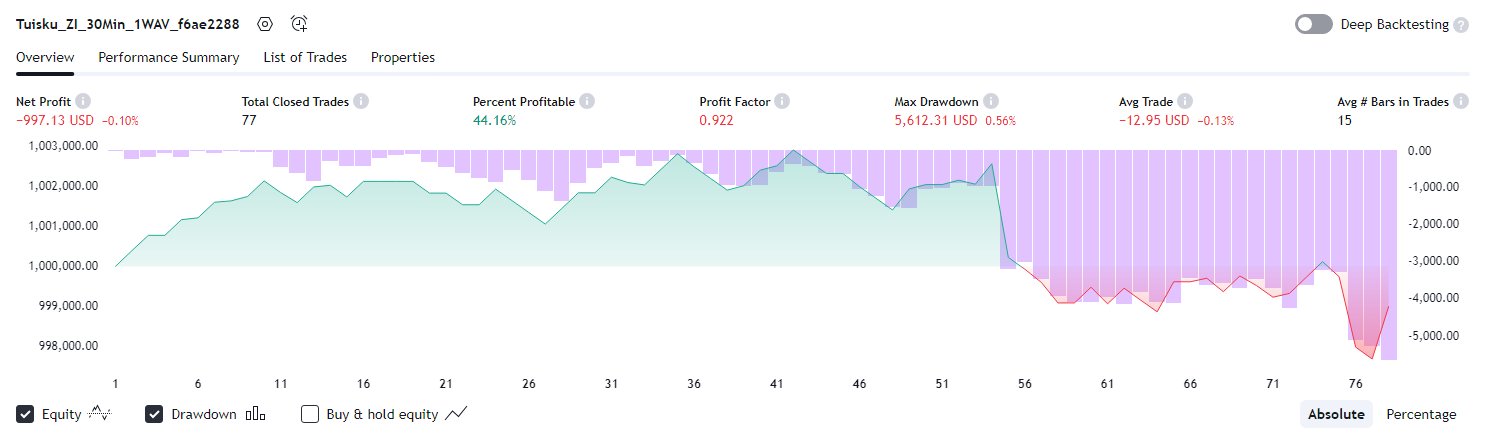 Tuisku_ZI_30Min_1WAV_f6ae2288
Deep Backtesting ?
Overview Performance Summary List of Trades Properties
Net Profit i Total Closed Trades i Percent Profitable i Profit Factor i Max Drawdown i Avg Trade i Avg # Bars in Trades i
−997.13 USD −0.10% 77 44.16% 0.922 5,612.31 USD 0.56% −12.95 USD −0.13% 15
1,003,000.00 0.00
1,002,000.00 -1,000.00
1,001,000.00 -2,000.00
1,000,000.00 -3,000.00
999,000.00 -4,000.00
998,000.00 -5,000.00
1 6 11 16 21 26 31 36 41 46 51 56 61 66 71 76
Equity Drawdown Buy & hold equity Absolute Percentage